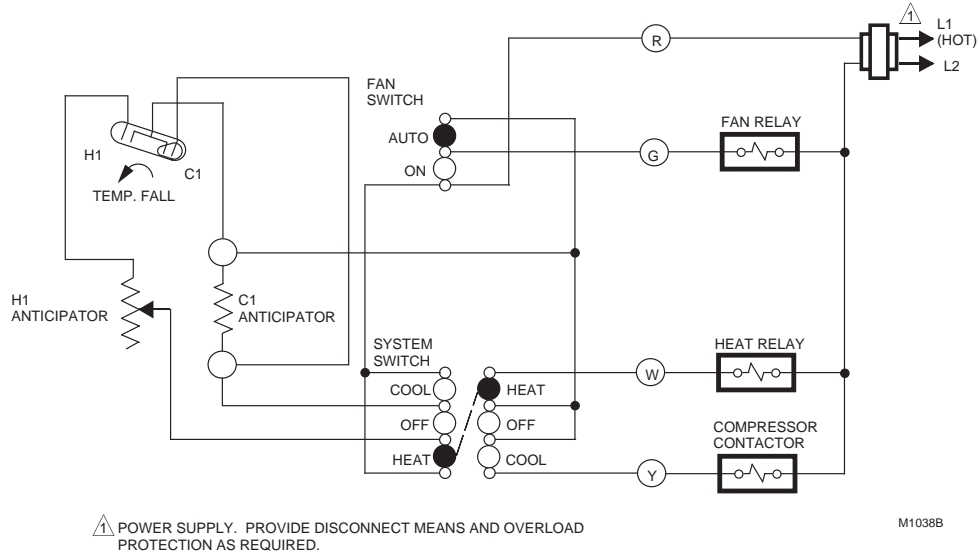 1
L1
(HOT)
L2
R
FAN
SWITCH
FAN RELAY
AUTO
G
ON
H1
C1
TEMP. FALL
H1
ANTICIPATOR
C1
ANTICIPATOR
SYSTEM
SWITCH
HEAT RELAY
COOL
HEAT
W
OFF
OFF
COMPRESSOR
CONTACTOR
HEAT
COOL
Y
1 POWER SUPPLY. PROVIDE DISCONNECT MEANS AND OVERLOAD
PROTECTION AS REQUIRED.
M1038B